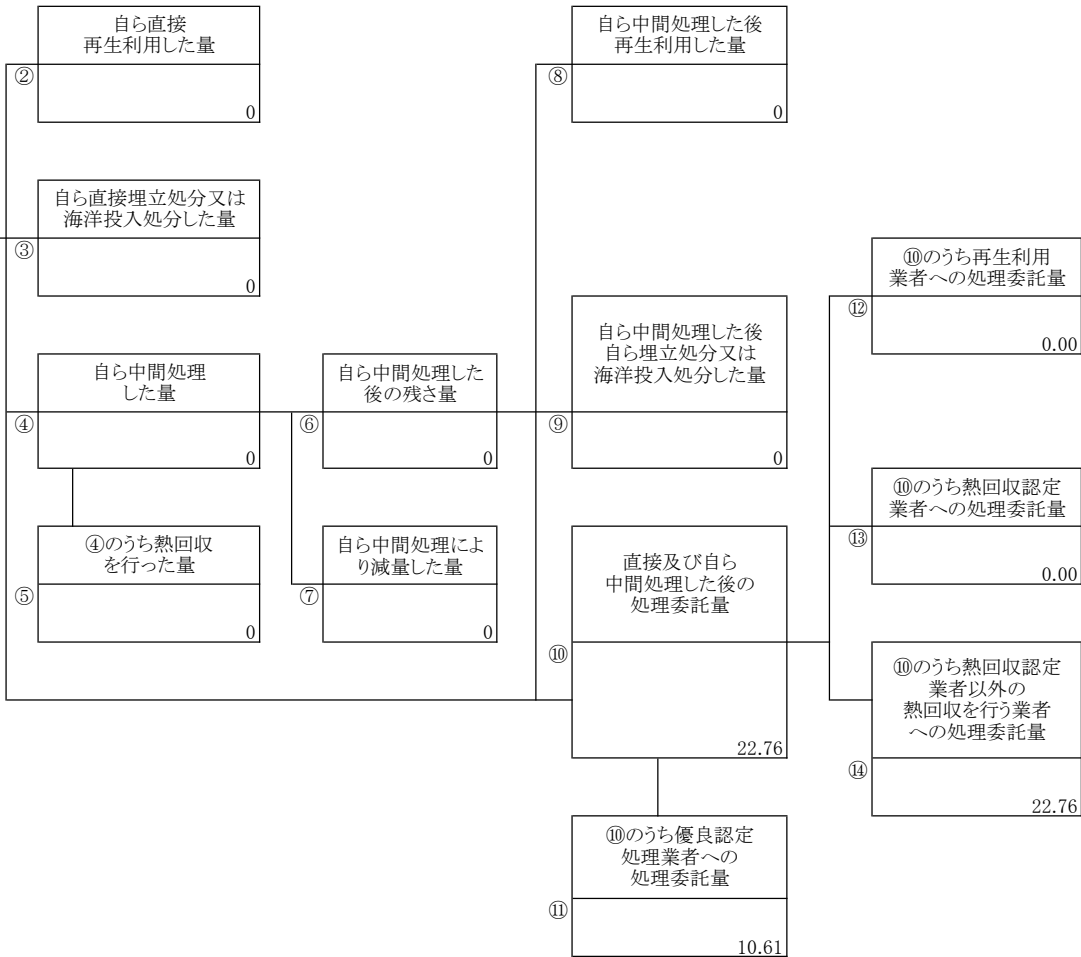 自ら直接
再生利用した量
②
0
自ら中間処理した後
再生利用した量
⑧
0
自ら直接埋立処分又は
海洋投入処分した量
③
0
⑩のうち再生利用
業者への処理委託量
⑫
0.00
自ら中間処理した後
自ら埋立処分又は
海洋投入処分した量
⑨
0
自ら中間処理
した量
④
0
自ら中間処理した
後の残さ量
⑥
0
⑩のうち熱回収認定
業者への処理委託量
⑬
0.00
④のうち熱回収
を行った量
⑤
0
自ら中間処理によ
り減量した量
⑦
0
直接及び自ら
中間処理した後の
処理委託量
⑩
22.76
⑩のうち熱回収認定
業者以外の
熱回収を行う業者
への処理委託量
⑭
22.76
⑩のうち優良認定
処理業者への
処理委託量
⑪
10.61